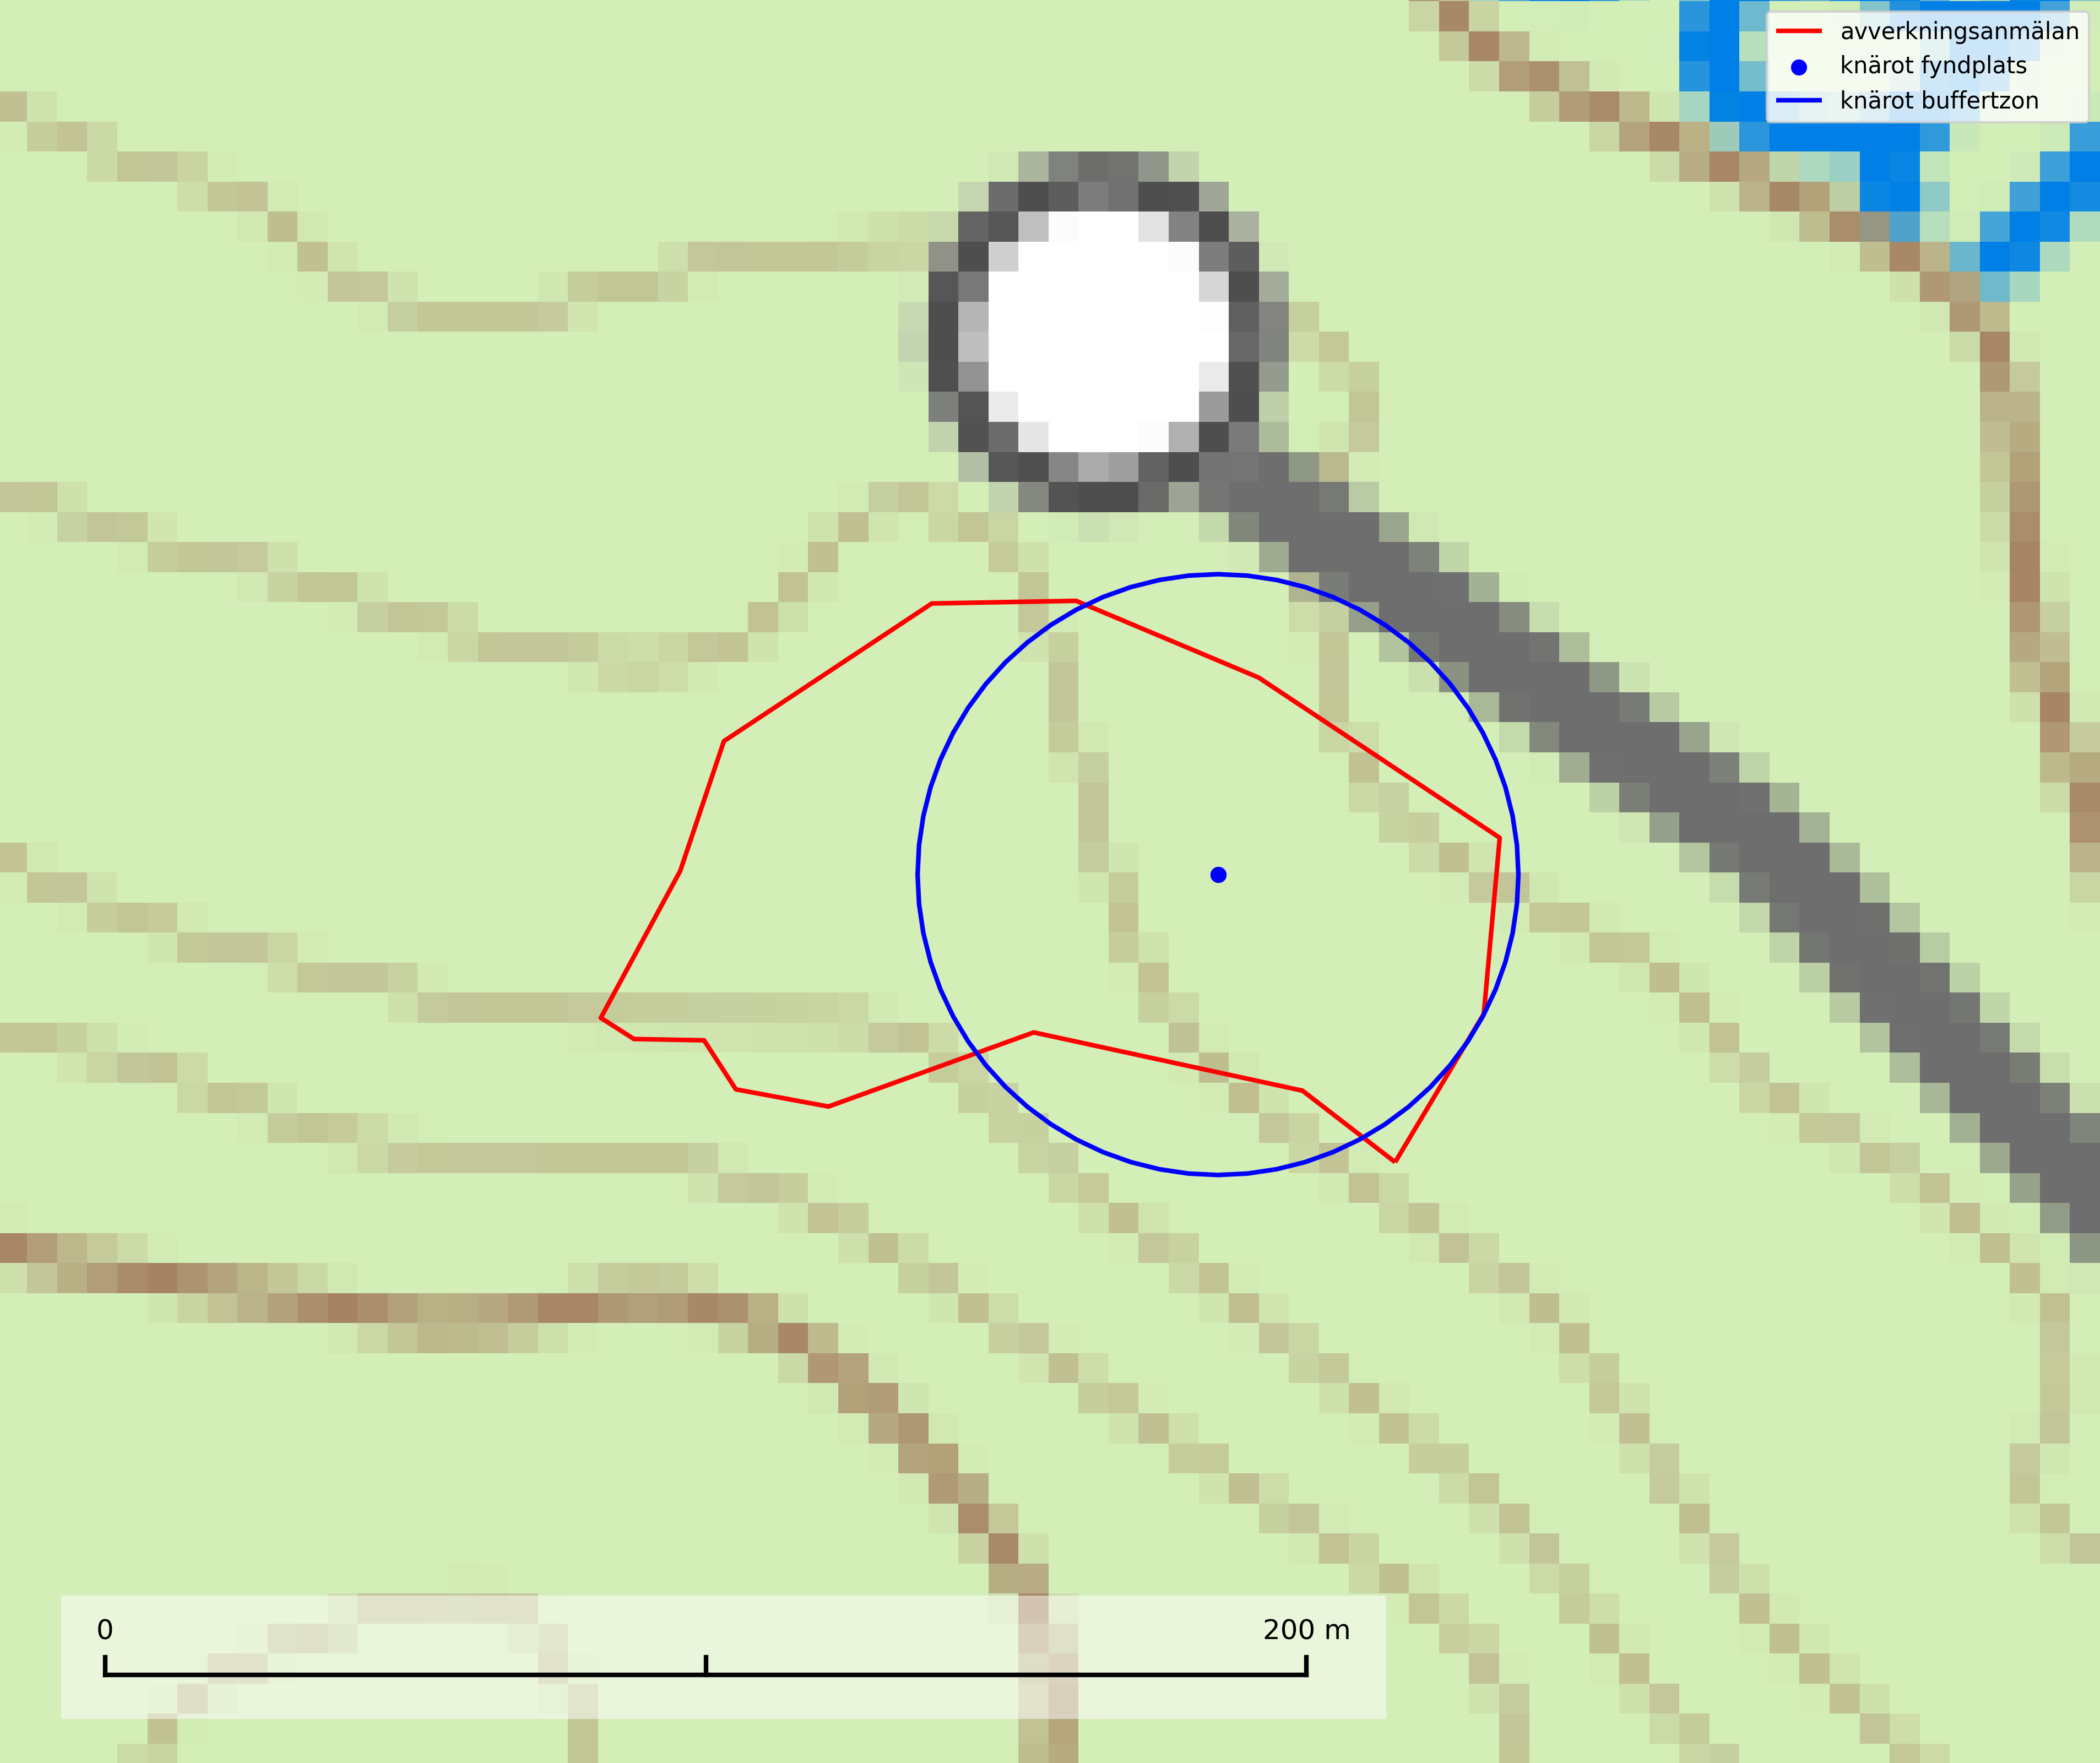 avverkningsanmälan
knärot fyndplats
knärot buffertzon
0 200 m